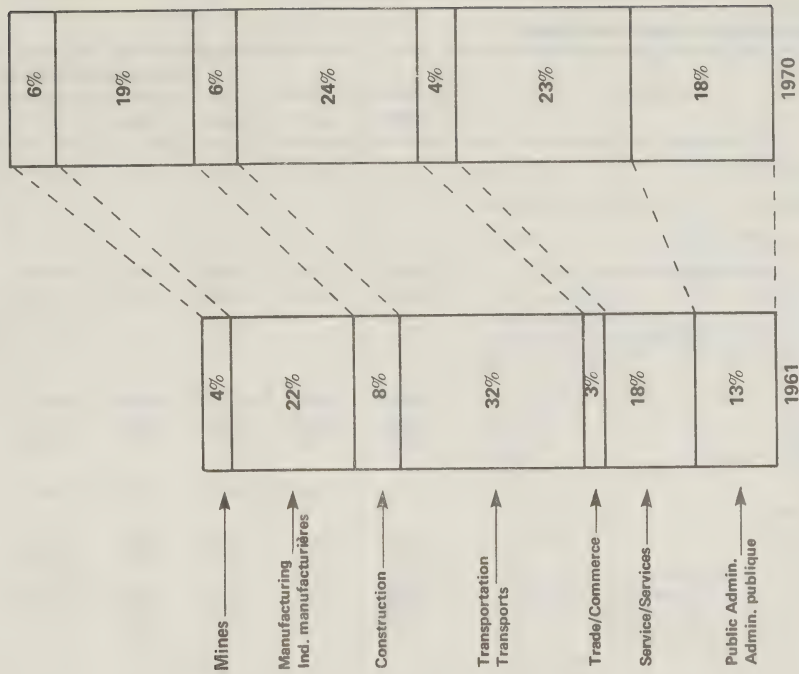 Mines
Manufacturing
Ind. manufacturières
Construction
Transportation
Transports
Trade/Commerce
Service/Services
Public Admin.
Admin. publique
4%
22%
8%
32%
3%
18%
13%
1961
6%
19%
6%
24%
4%
23%
18%
1970